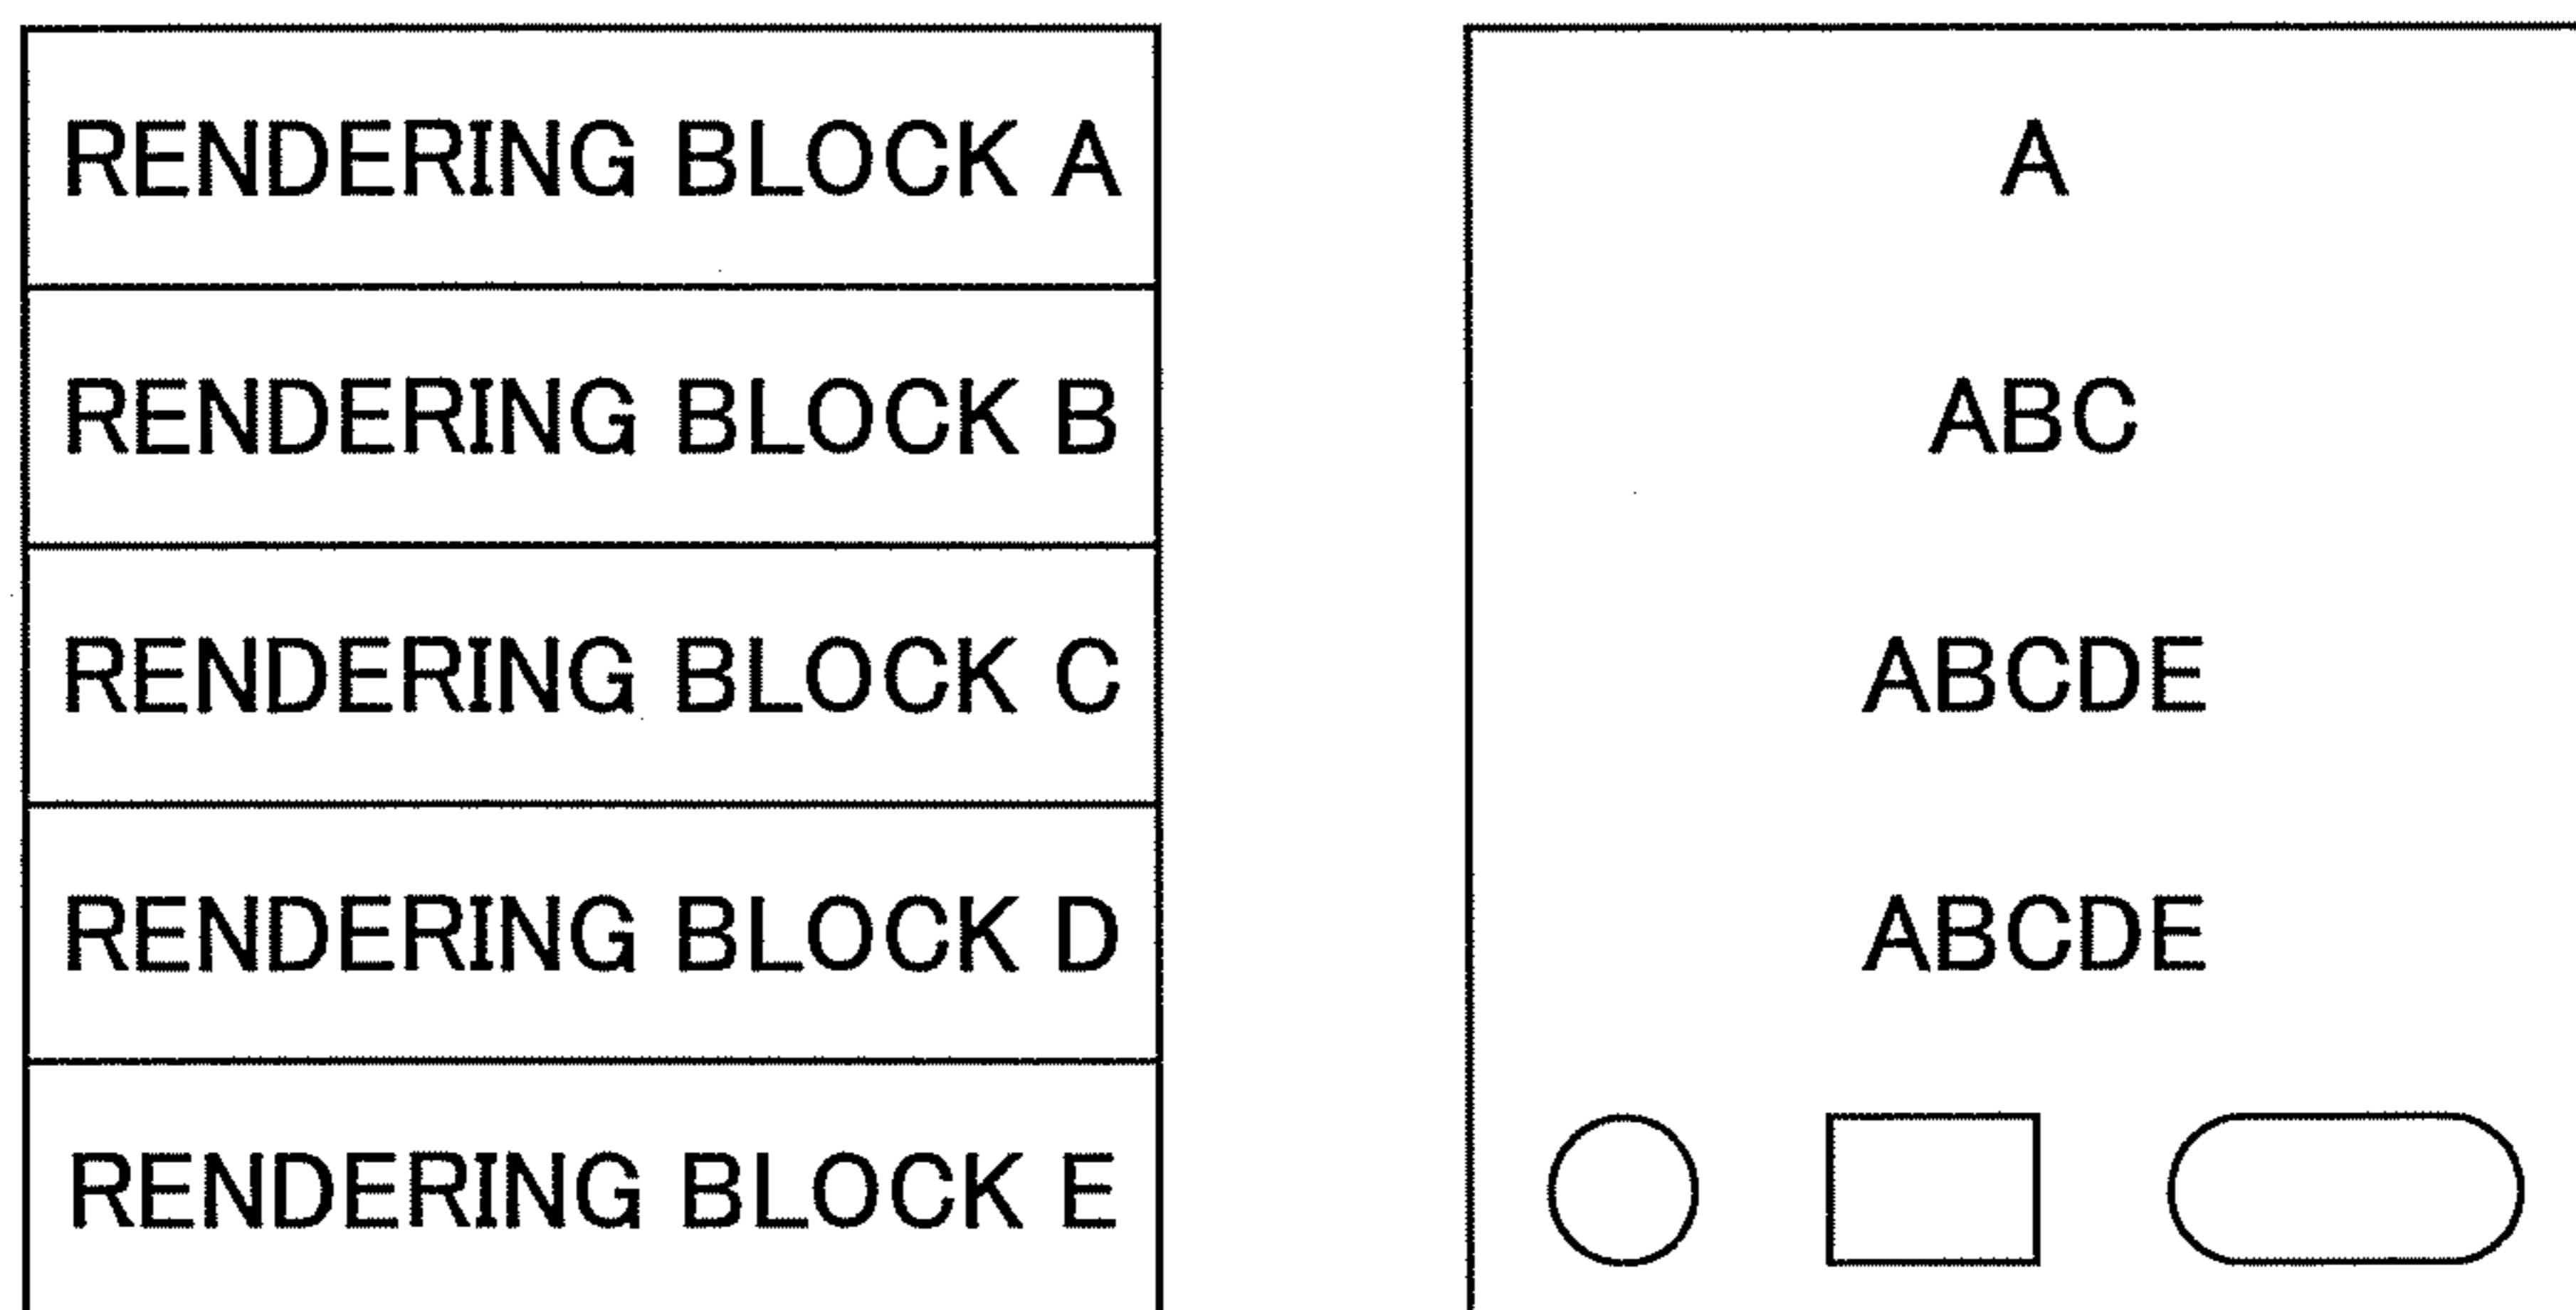 RENDERING BLOCK A
RENDERING BLOCK B
RENDERING BLOCK C
RENDERING BLOCK D
RENDERING BLOCK E
A
ABC
ABCDE
ABCDE